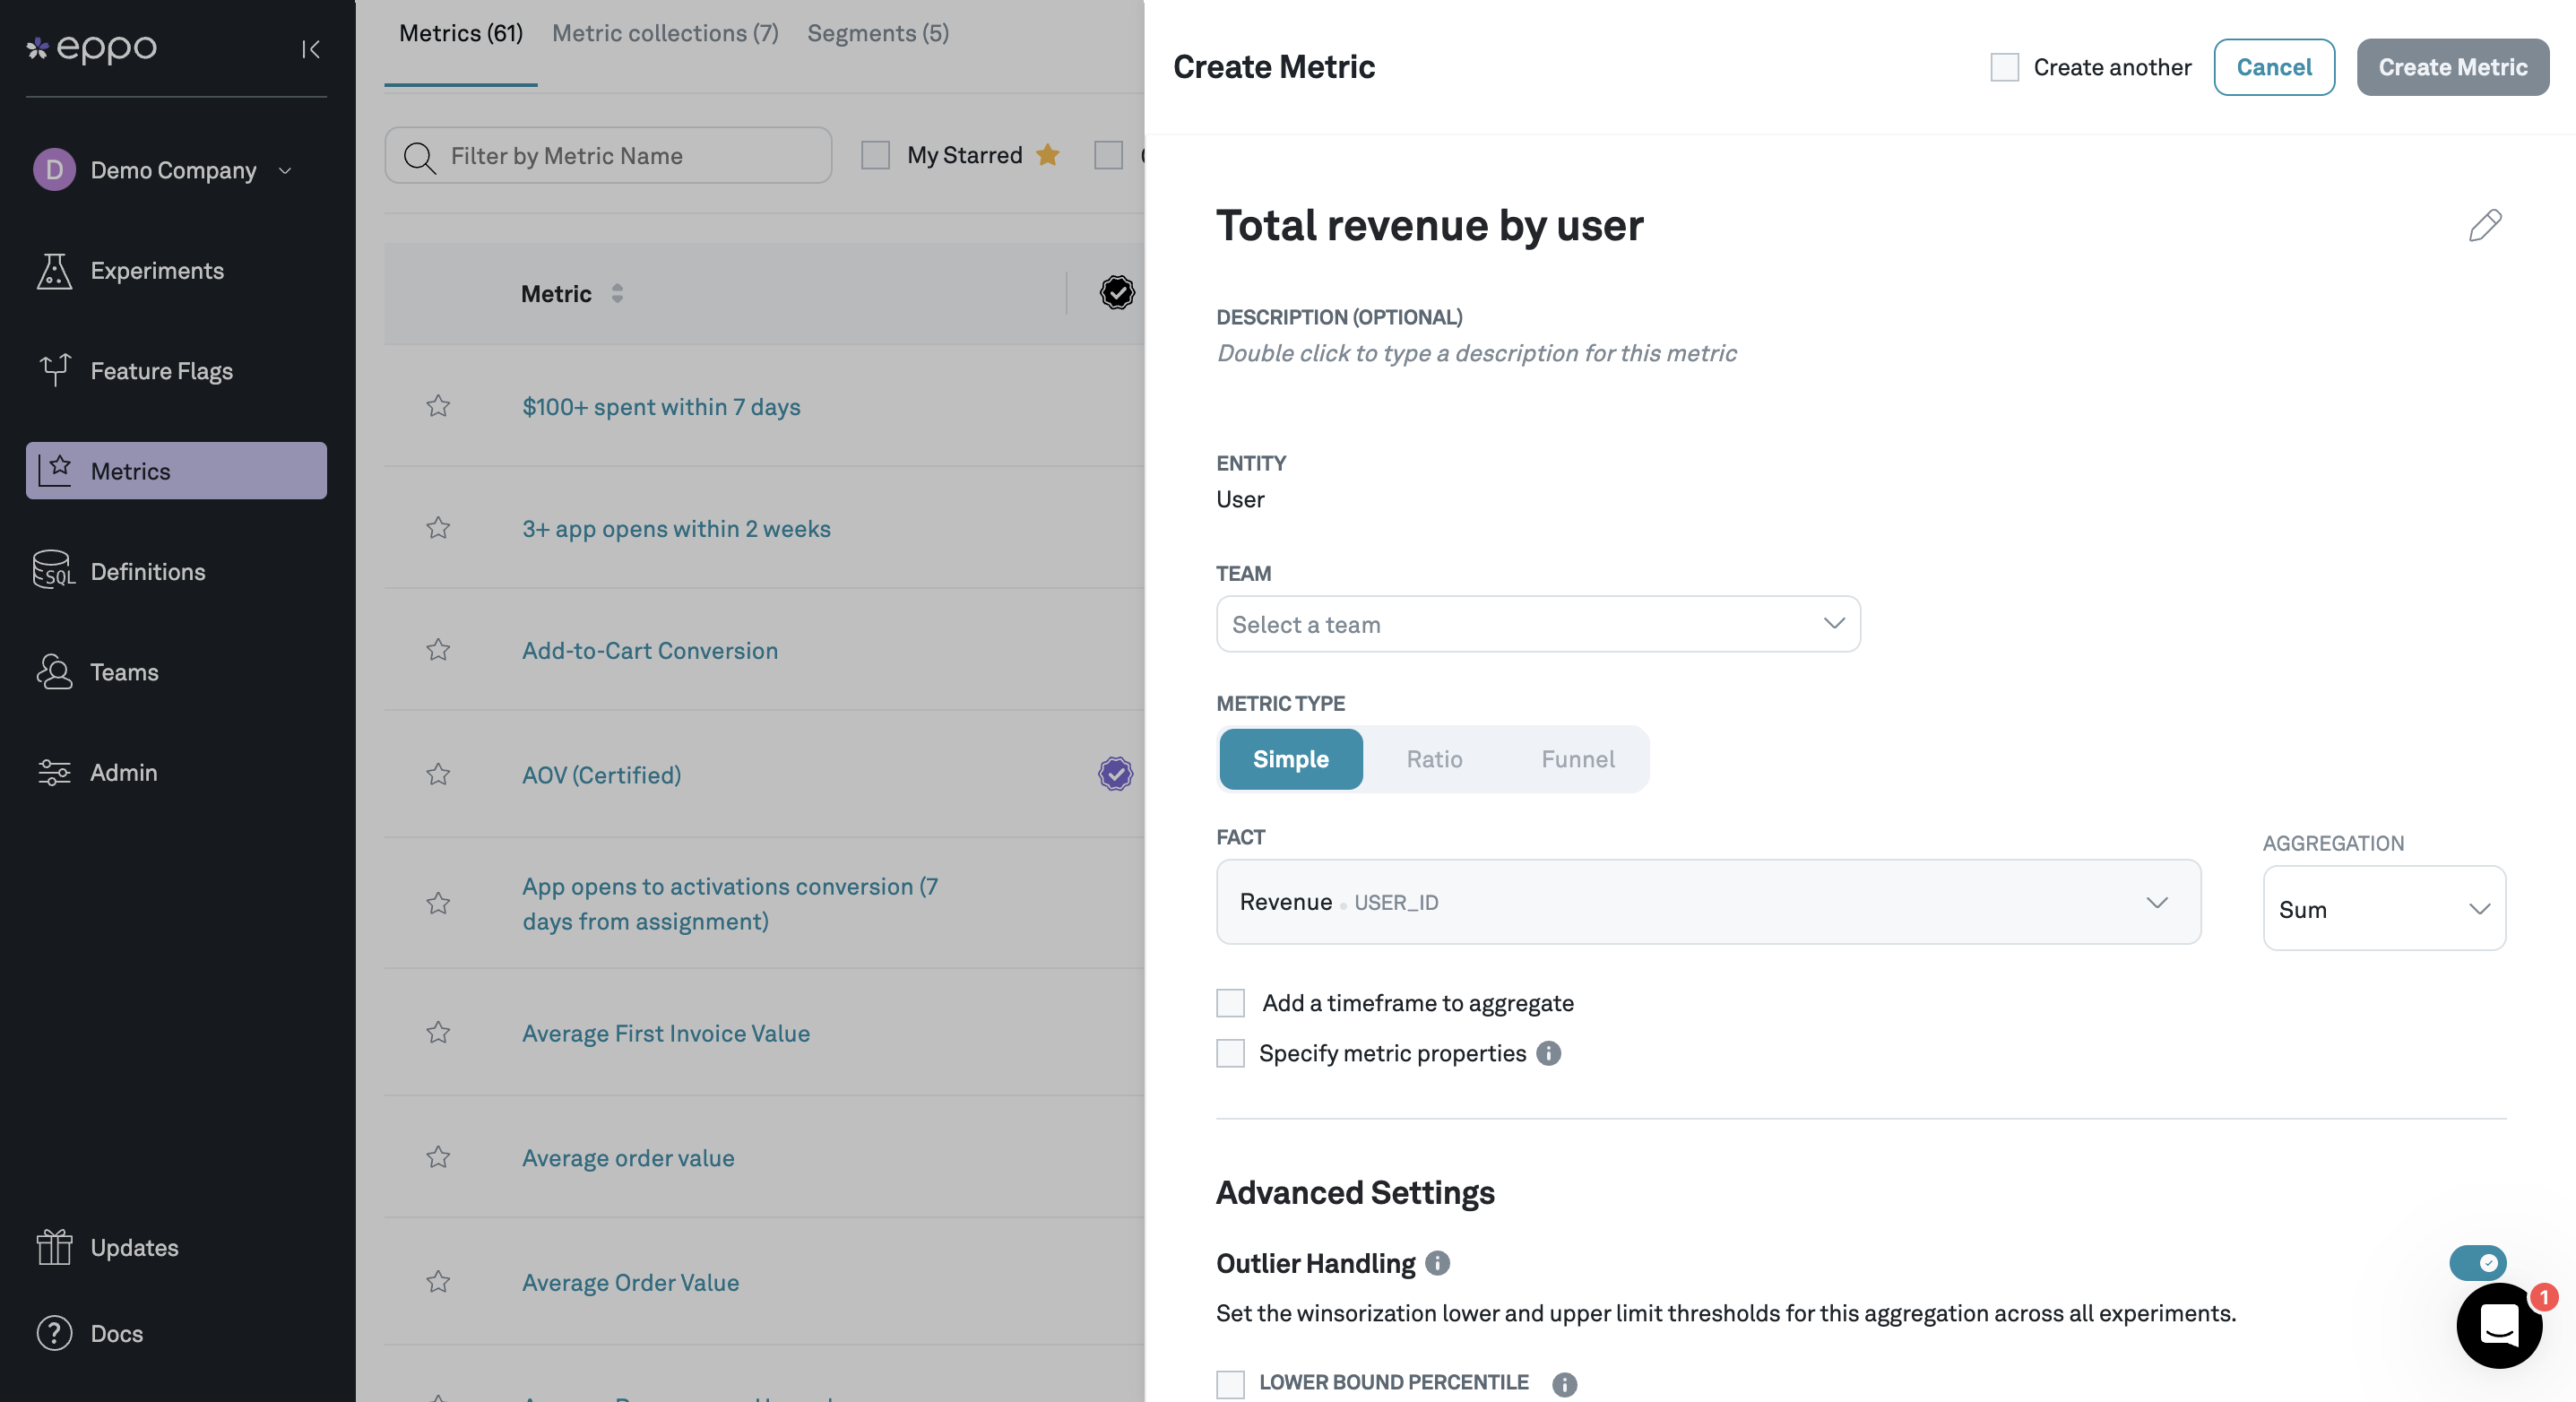 eppo
D Demo Company
Experiments
Feature Flags
Metrics
SQL Definitions
Teams
Admin
Updates
Docs
Metrics (61) Metric collections (7) Segments (5)
Filter by Metric Name My Starred
Metric
$100+ spent within 7 days
3+ app opens within 2 weeks
Add-to-Cart Conversion
AOV (Certified)
App opens to activations conversion (7
days from assignment)
Average First Invoice Value
Average order value
Average Order Value
Create Metric Create another Cancel Create Metric
Total revenue by user
DESCRIPTION (OPTIONAL)
Double click to type a description for this metric
ENTITY
User
TEAM
Select a team
METRIC TYPE
Simple Ratio Funnel
FACT AGGREGATION
Revenue USER_ID Sum
Add a timeframe to aggregate
Specify metric properties
Advanced Settings
Outlier Handling
Set the winsorization lower and upper limit thresholds for this aggregation across all experiments.
1
LOWER BOUND PERCENTILE